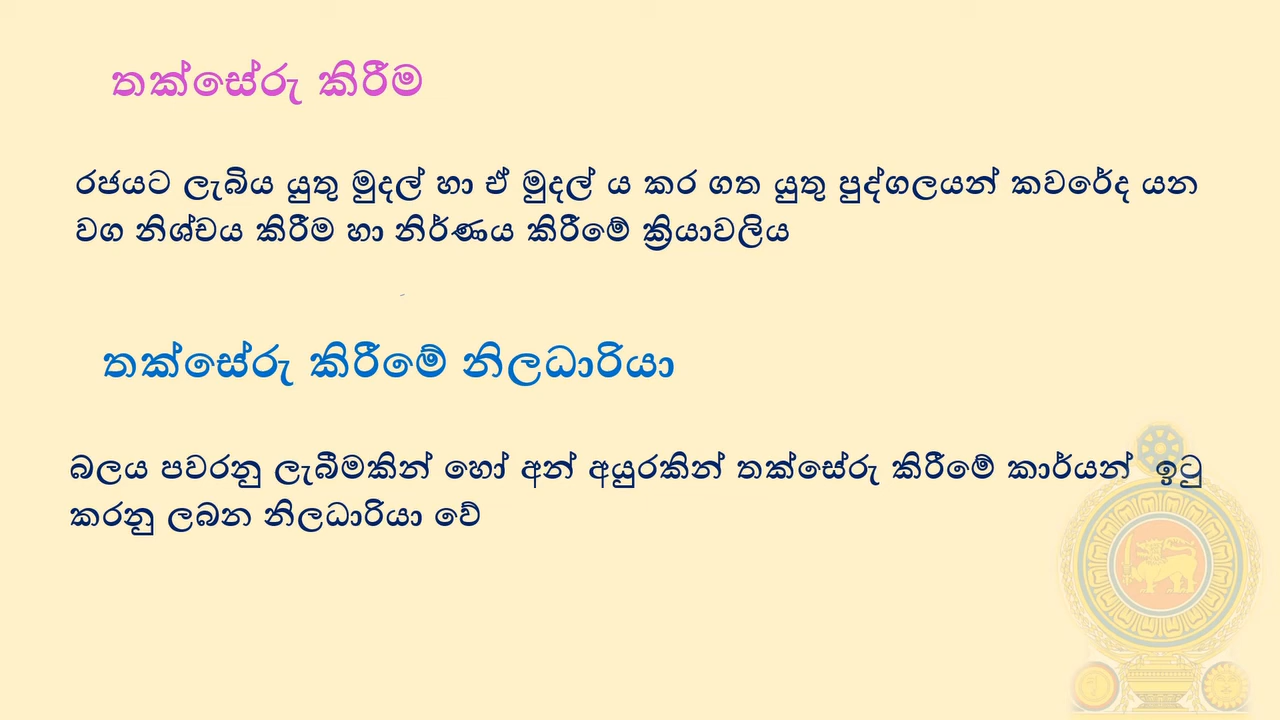 තක්සේරු කිරීම
රජයට ලැබිය යුතු මුදල් හා ඒ මුදල් ය කර ගත යුතු පුද්ගලයන් කවරේද යන
වග නිශ්චය කිරීම හා නිර්ණය කිරීමේ ක්‍රියාවලිය
තක්සේරු කිරීමේ නිලධාරියා
බලය පවරනු ලැබීමකින් හෝ අන් අයුරකින් තක්සේරු කිරීමේ කාර්යන් ඉටු
කරනු ලබන නිලධාරියා වේ